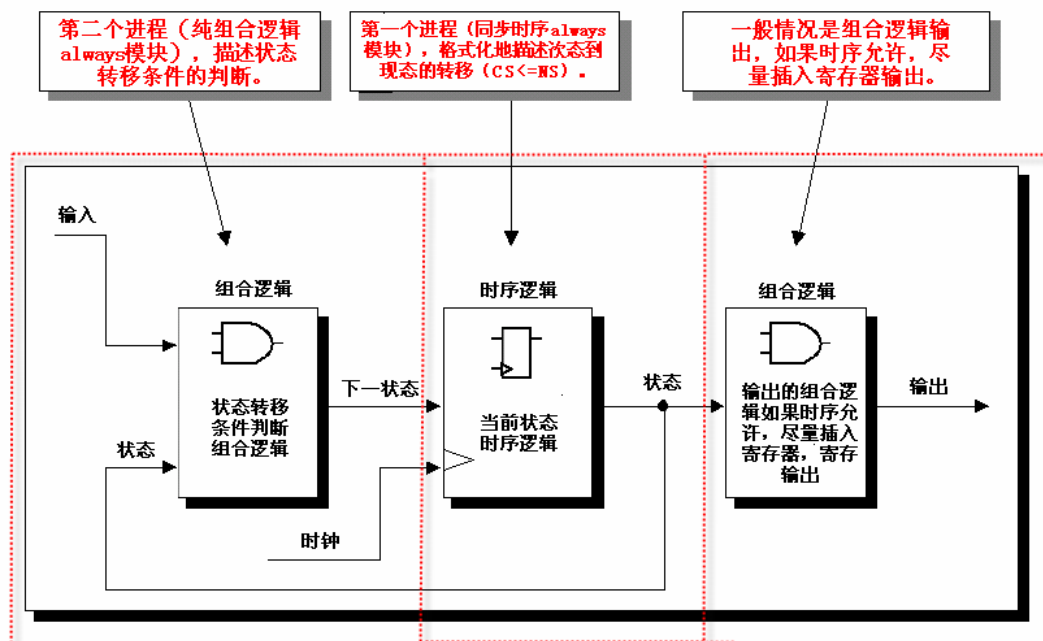 第二个进程（纯组合逻辑
always模块），描述状态
转移条件的判断。
第一个进程（同步时序always
模块），格式化地描述次态到
现态的转移（CS<=NS）.
一般情况是组合逻辑输
出，如果时序允许，尽
量插入寄存器输出。
输入
组合逻辑
时序逻辑
组合逻辑
下一状态
状态
输出
状态转移
条件判断
组合逻辑
当前状态
时序逻辑
输出的组合逻
辑如果时序允
许，尽量插入
寄存器，寄存
输出
状态
时钟